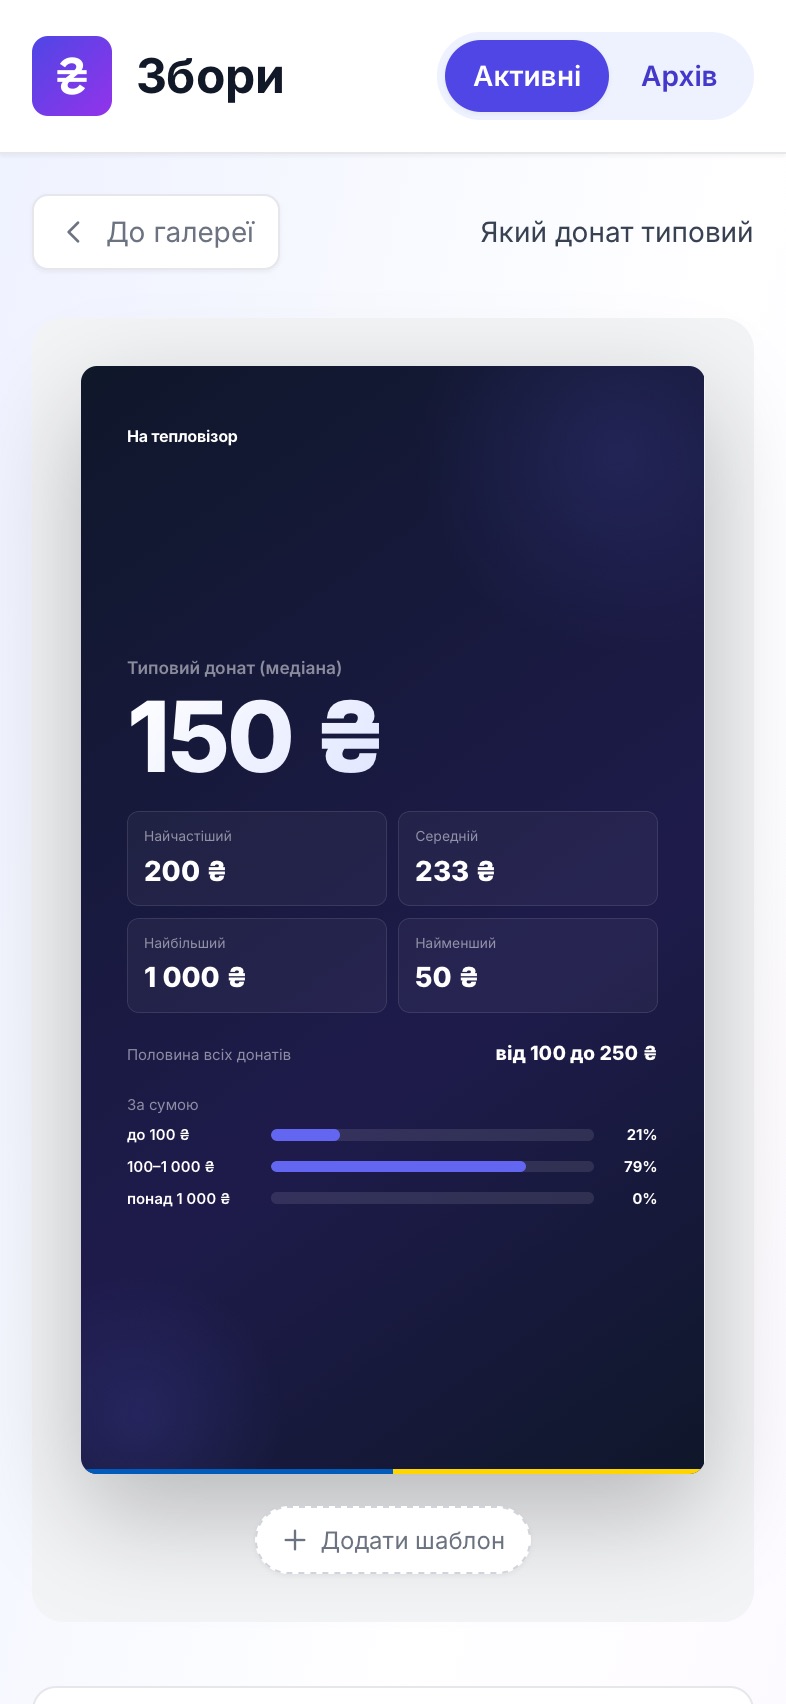 ₴ Збори Активні Архів
До галереї Який донат типовий
На тепловізор
Типовий донат (медіана)
150 ₴
Найчастіший Середній
200 ₴ 233 ₴
Найбільший Найменший
1 000 ₴ 50 ₴
Половина всіх донатів від 100 до 250 ₴
За сумою
до 100 ₴ 21%
100–1 000 ₴ 79%
понад 1 000 ₴ 0%
+ Додати шаблон